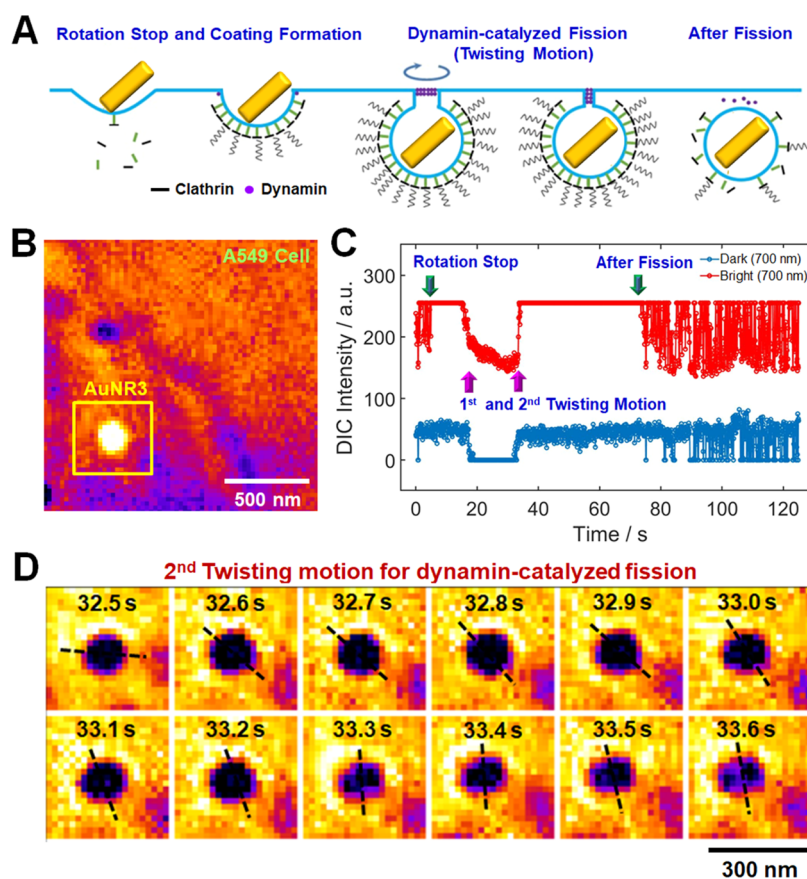 A
Rotation Stop and Coating Formation
Dynamin-catalyzed Fission
(Twisting Motion)
After Fission
Clathrin
Dynamin
B
A549 Cell
AuNR3
500 nm
C
Rotation Stop
After Fission
Dark (700 nm)
Bright (700 nm)
1st and 2nd Twisting Motion
DIC Intensity / a.u.
300
200
100
0
0 20 40 60 80 100 120
Time / s
D
2nd Twisting motion for dynamin-catalyzed fission
32.5 s 32.6 s 32.7 s 32.8 s 32.9 s 33.0 s
33.1 s 33.2 s 33.3 s 33.4 s 33.5 s 33.6 s
300 nm